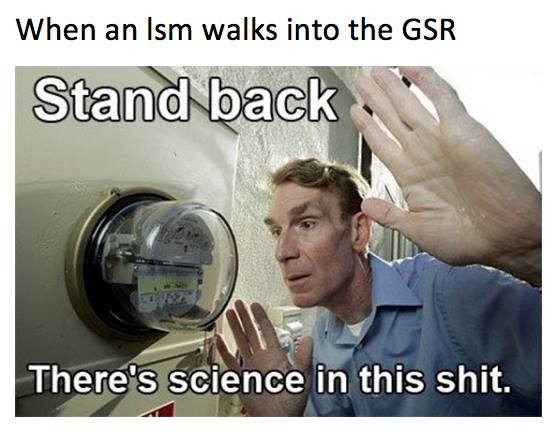 When an lsm walks into the GSR
Stand back
There's science in this shit.